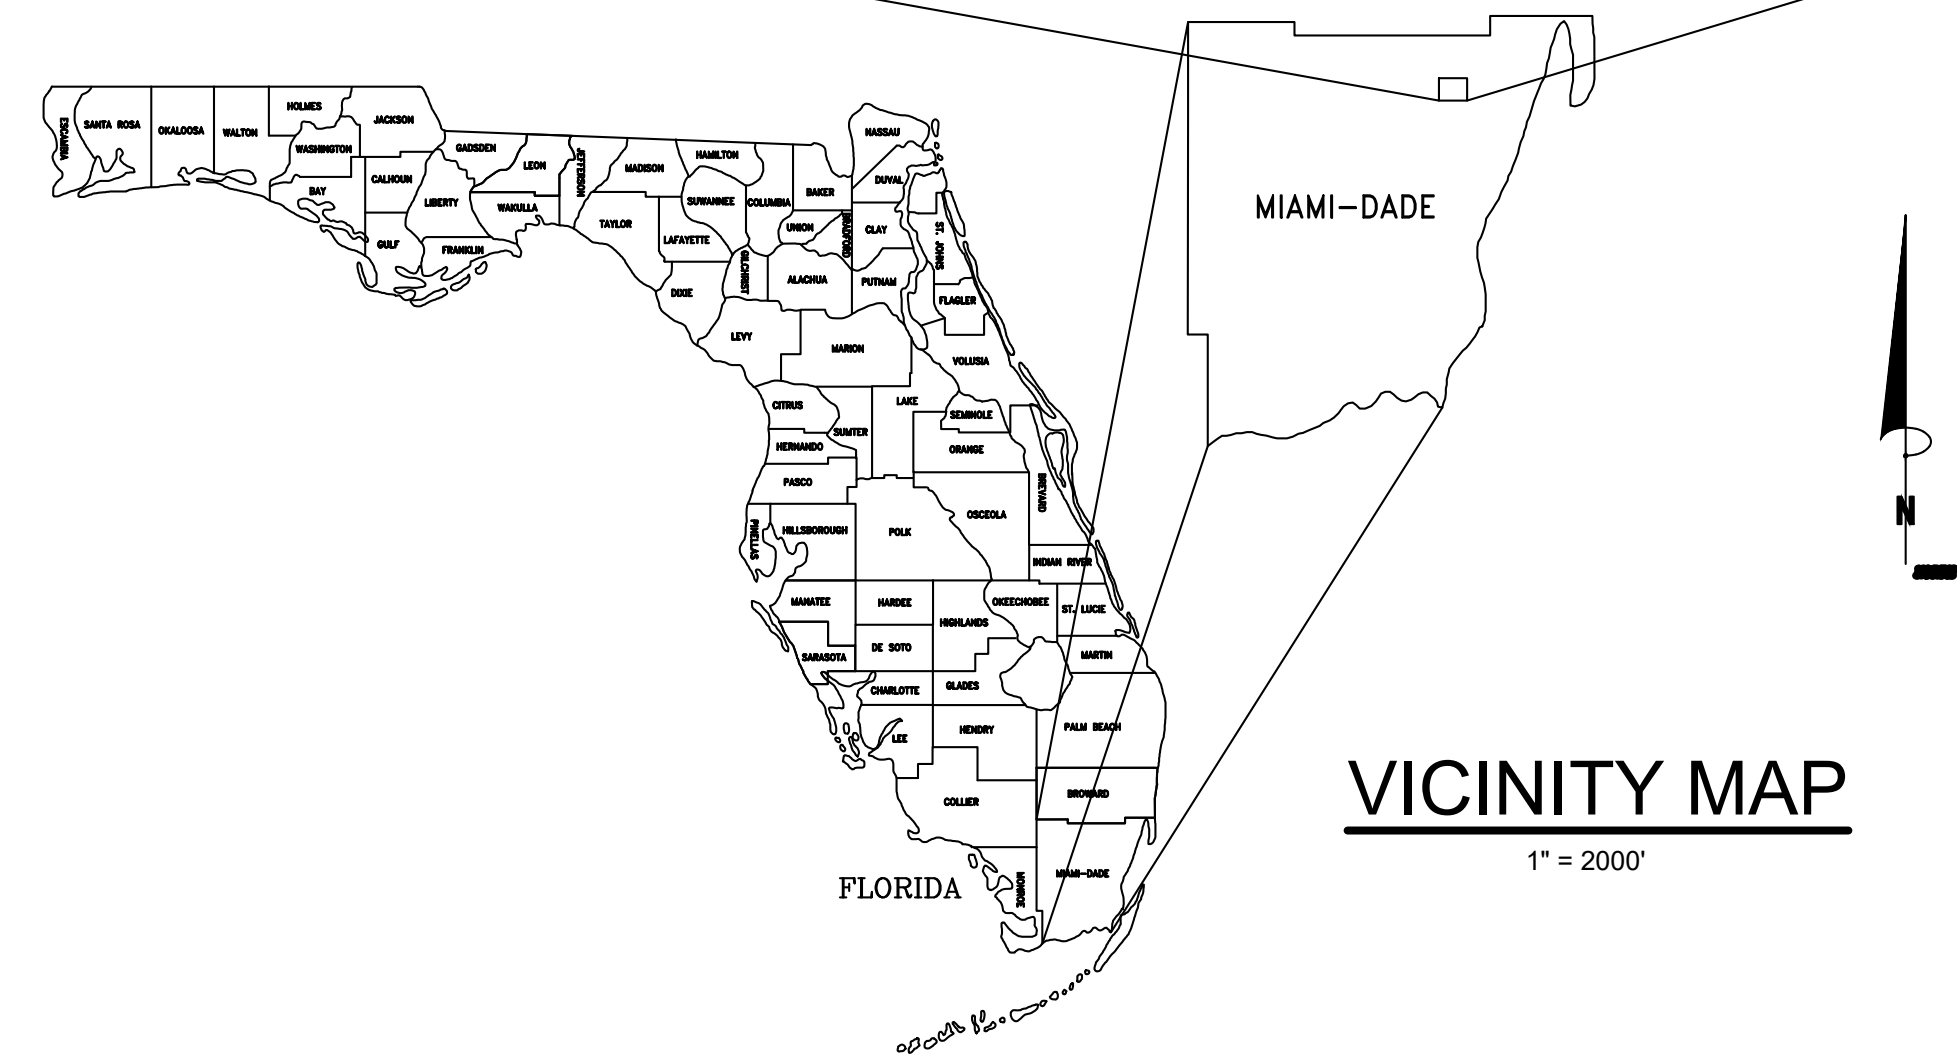 ESCAMBIA
SANTA ROSA
OKALOOSA
WALTON
HOLMES
WASHINGTON
JACKSON
BAY
CALHOUN
GULF
GADSDEN
LIBERTY
LEON
WAKULLA
FRANKLIN
JEFFERSON
MADISON
TAYLOR
HAMILTON
SUWANNEE
LAFAYETTE
DIXIE
COLUMBIA
GILCHRIST
BAKER
UNION
BRADFORD
NASSAU
DUVAL
CLAY
ST. JOHNS
ALACHUA
PUTNAM
FLAGLER
LEVY
MARION
VOLUSIA
CITRUS
LAKE
SEMINOLE
SUMTER
HERNANDO
ORANGE
PASCO
BREVARD
OSCEOLA
PINELLAS
HILLSBOROUGH
POLK
INDIAN RIVER
MANATEE
HARDEE
HIGHLANDS
OKEECHOBEE
ST. LUCIE
SARASOTA
DE SOTO
MARTIN
CHARLOTTE
GLADES
LEE
HENDRY
PALM BEACH
COLLIER
BROWARD
MIAMI-DADE
MONROE
FLORIDA
MIAMI-DADE
N
VICINITY MAP
1" = 2000'